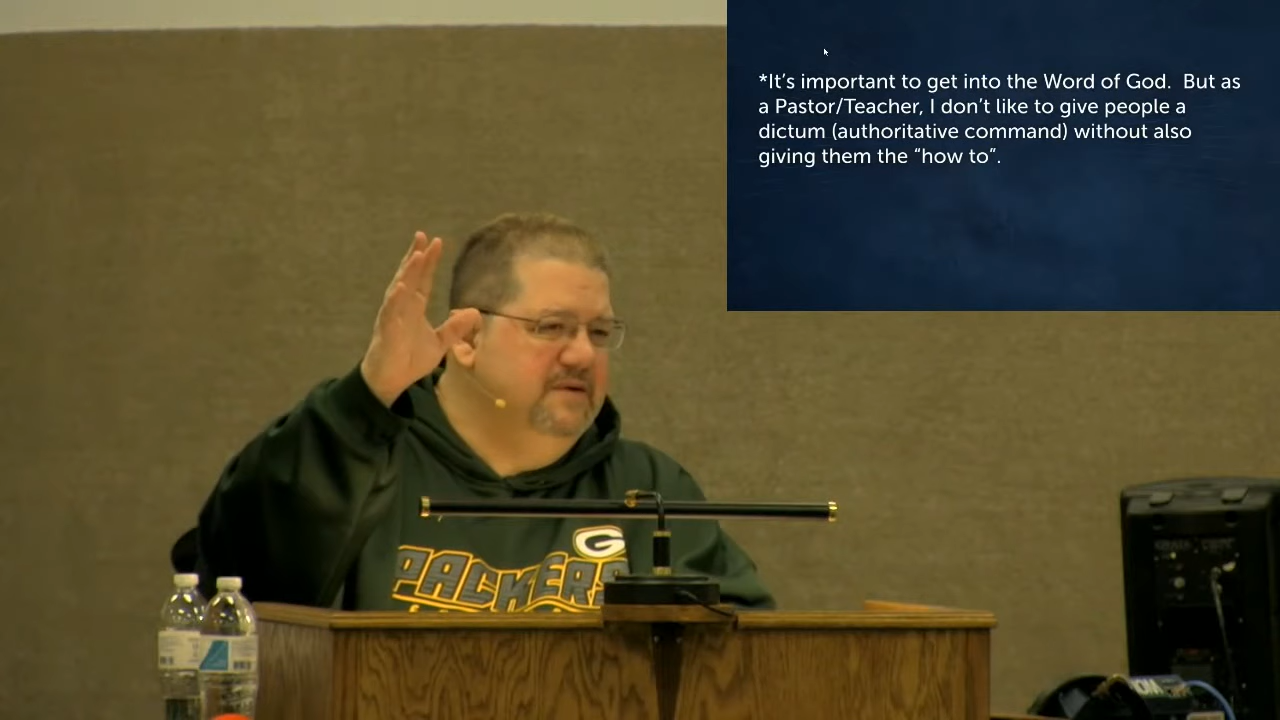 *It’s important to get into the Word of God.  But as
a Pastor/Teacher, I don’t like to give people a
dictum (authoritative command) without also
giving them the “how to”.
G
PACKERS